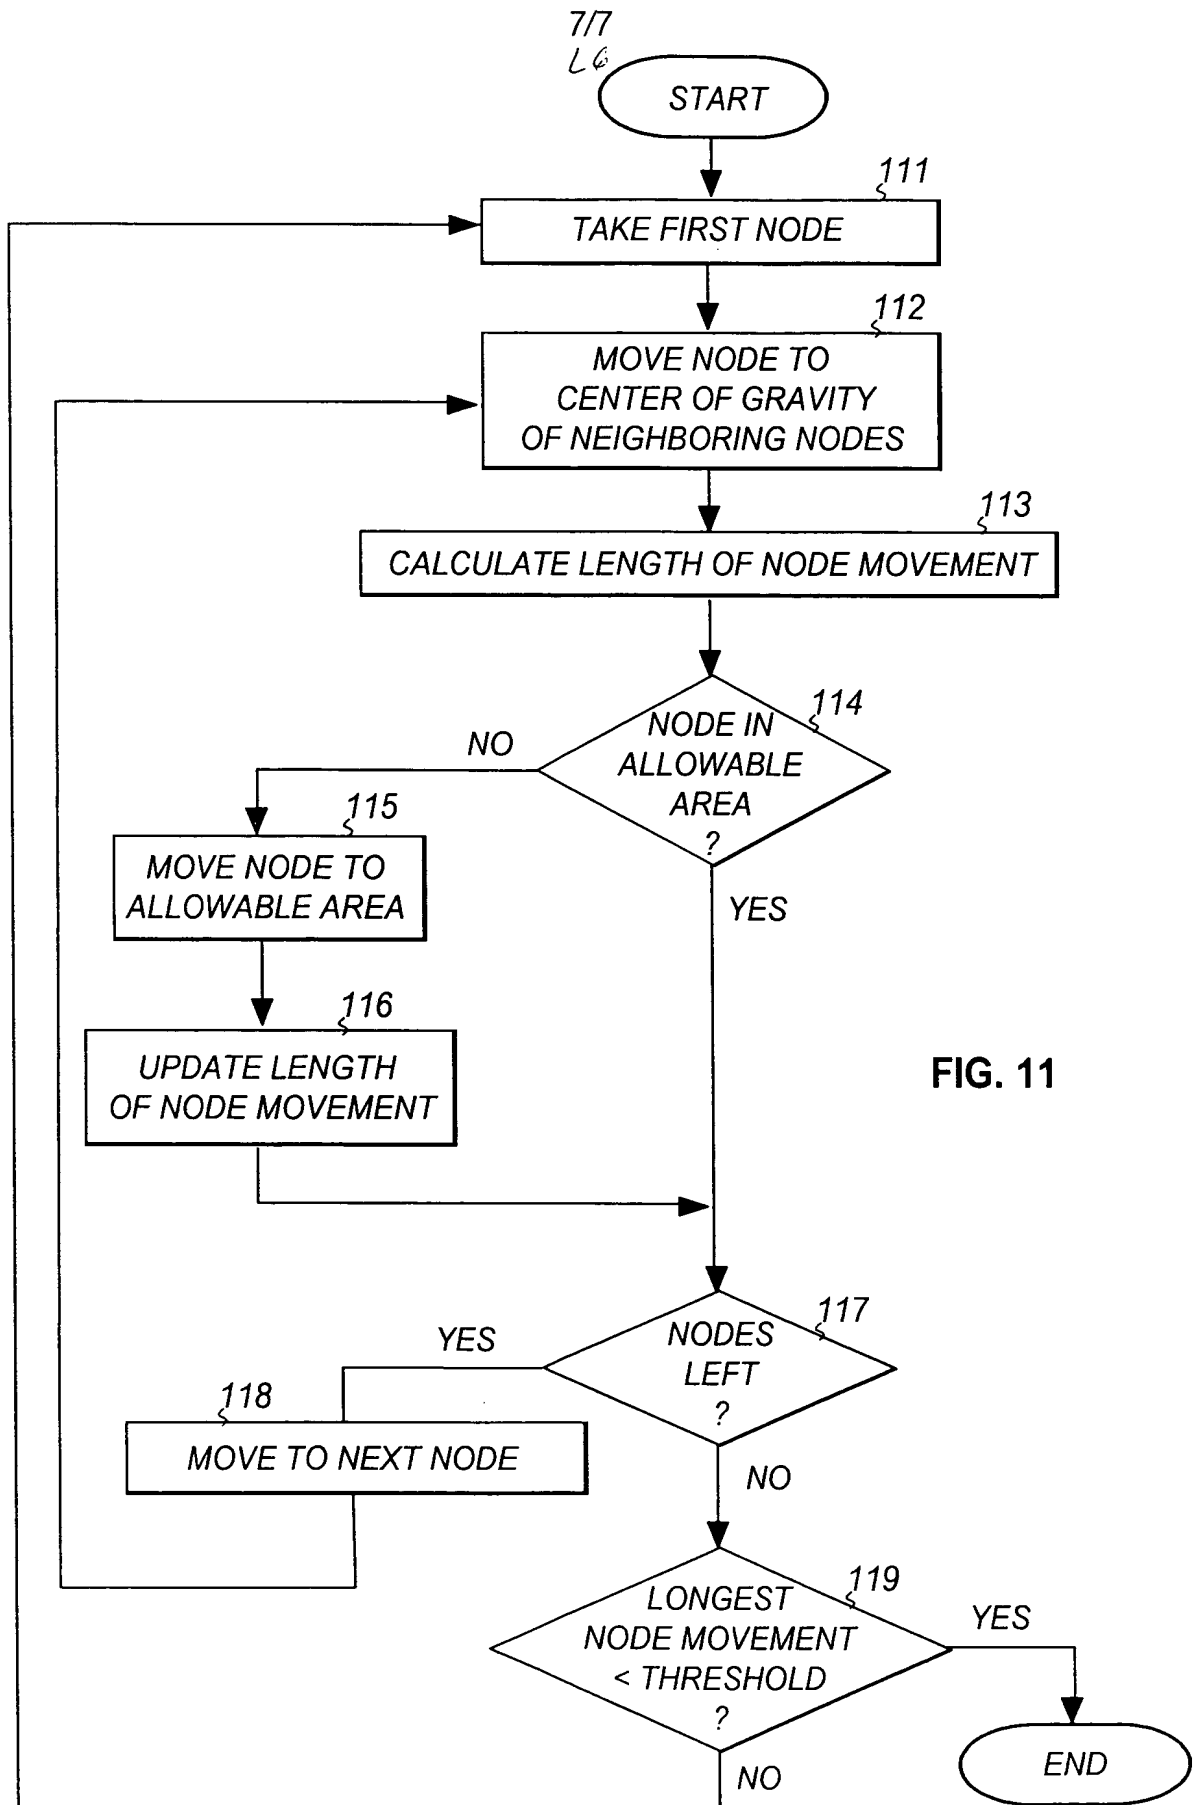 7/7
L6
START
111
TAKE FIRST NODE
112
MOVE NODE TO
CENTER OF GRAVITY
OF NEIGHBORING NODES
113
CALCULATE LENGTH OF NODE MOVEMENT
114
NODE IN
ALLOWABLE
AREA
?
NO
YES
115
MOVE NODE TO
ALLOWABLE AREA
116
UPDATE LENGTH
OF NODE MOVEMENT
FIG. 11
117
NODES
LEFT
?
YES
118
MOVE TO NEXT NODE
NO
119
LONGEST
NODE MOVEMENT
< THRESHOLD
?
YES
END
NO